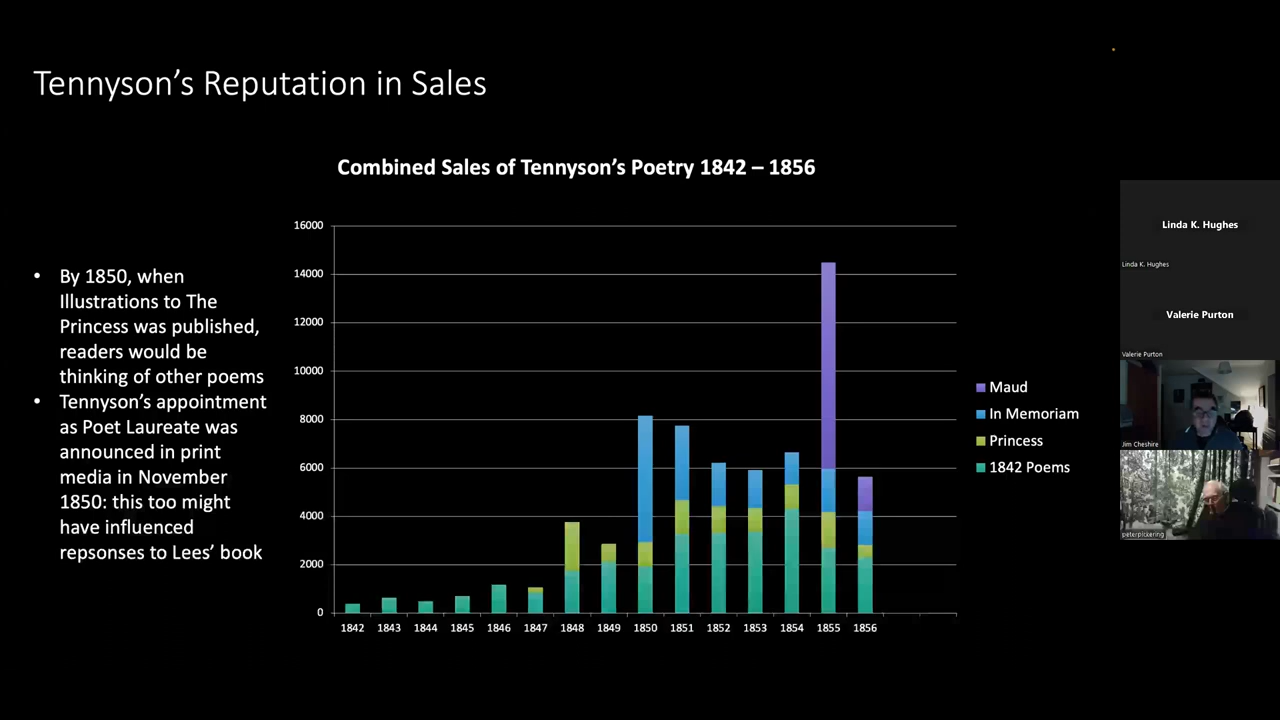 Tennyson's Reputation in Sales
Combined Sales of Tennyson's Poetry 1842 – 1856
• By 1850, when
Illustrations to The
Princess was published,
readers would be
thinking of other poems
• Tennyson's appointment
as Poet Laureate was
announced in print
media in November
1850: this too might
have influenced
repsonses to Lees' book
16000
14000
12000
10000
8000
6000
4000
2000
0
1842 1843 1844 1845 1846 1847 1848 1849 1850 1851 1852 1853 1854 1855 1856
Maud
In Memoriam
Princess
1842 Poems
Linda K. Hughes
Linda K. Hughes
Valerie Purton
Valerie Purton
Jim Cheshire
peterpickering